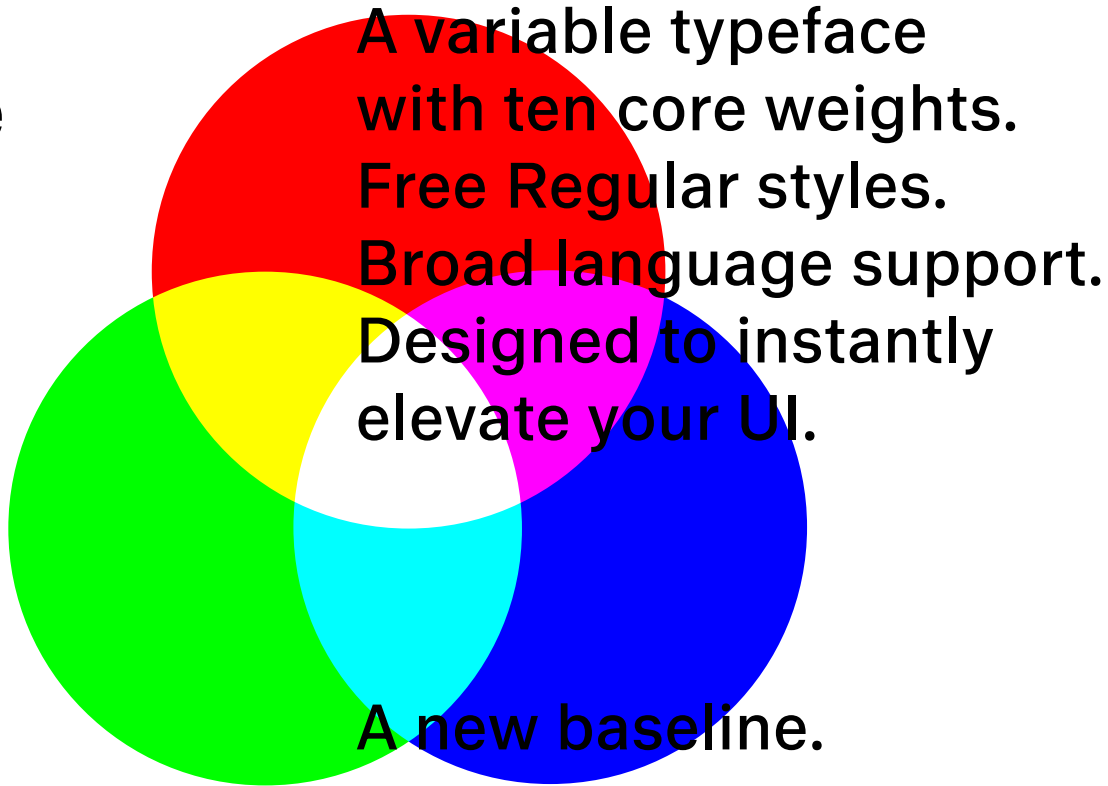 A variable typeface
with ten core weights.
Free Regular styles.
Broad language support.
Designed to instantly
elevate your UI.
A new baseline.